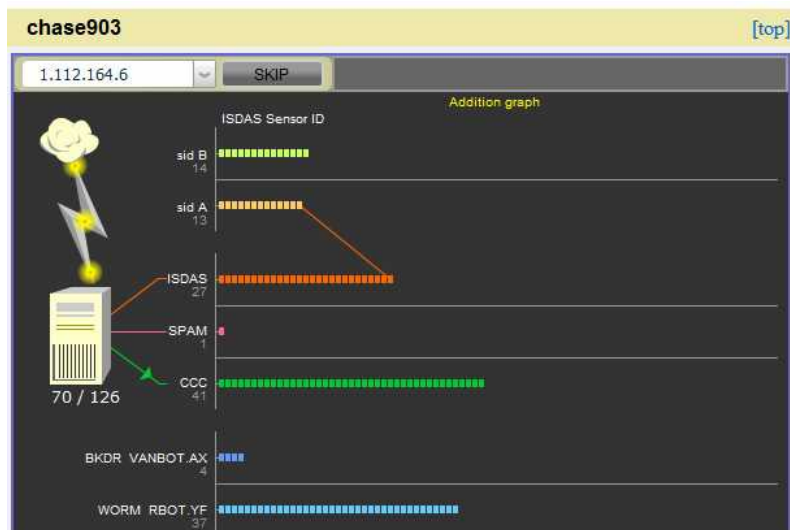 chase903 [top]
1.112.164.6 SKIP
Addition graph
ISDAS Sensor ID
sid B
14
sid A
13
ISDAS
27
SPAM
1
CCC
41
70 / 126
BKDR VANBOT.AX
4
WORM RBOT.YF
37